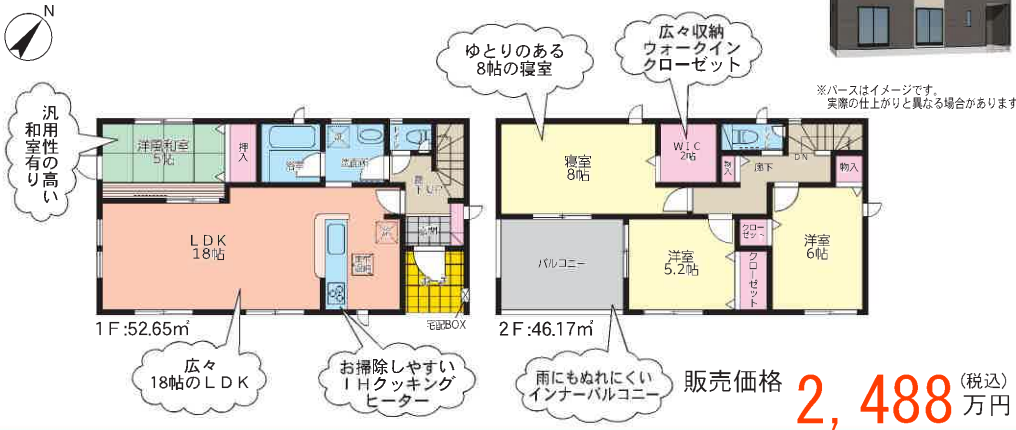 N
※パースはイメージです。
実際の仕上がりと異なる場合があります
汎用性の高い
和室有り
ゆとりのある
8帖の寝室
広々収納
ウォークイン
クローゼット
洋風和室
5帖
押入
浴室
洗面所
UP
LDK
18帖
床下収納
玄関
宅配BOX
1F:52.65㎡
広々
18帖のLDK
お掃除しやすい
IHクッキング
ヒーター
寝室
8帖
WIC
2帖
物入
廊下
DN
物入
バルコニー
洋室
5.2帖
クローゼット
クローゼット
洋室
6帖
2F:46.17㎡
雨にもぬれにくい
インナーバルコニー
販売価格
2,488
(税込)
万円